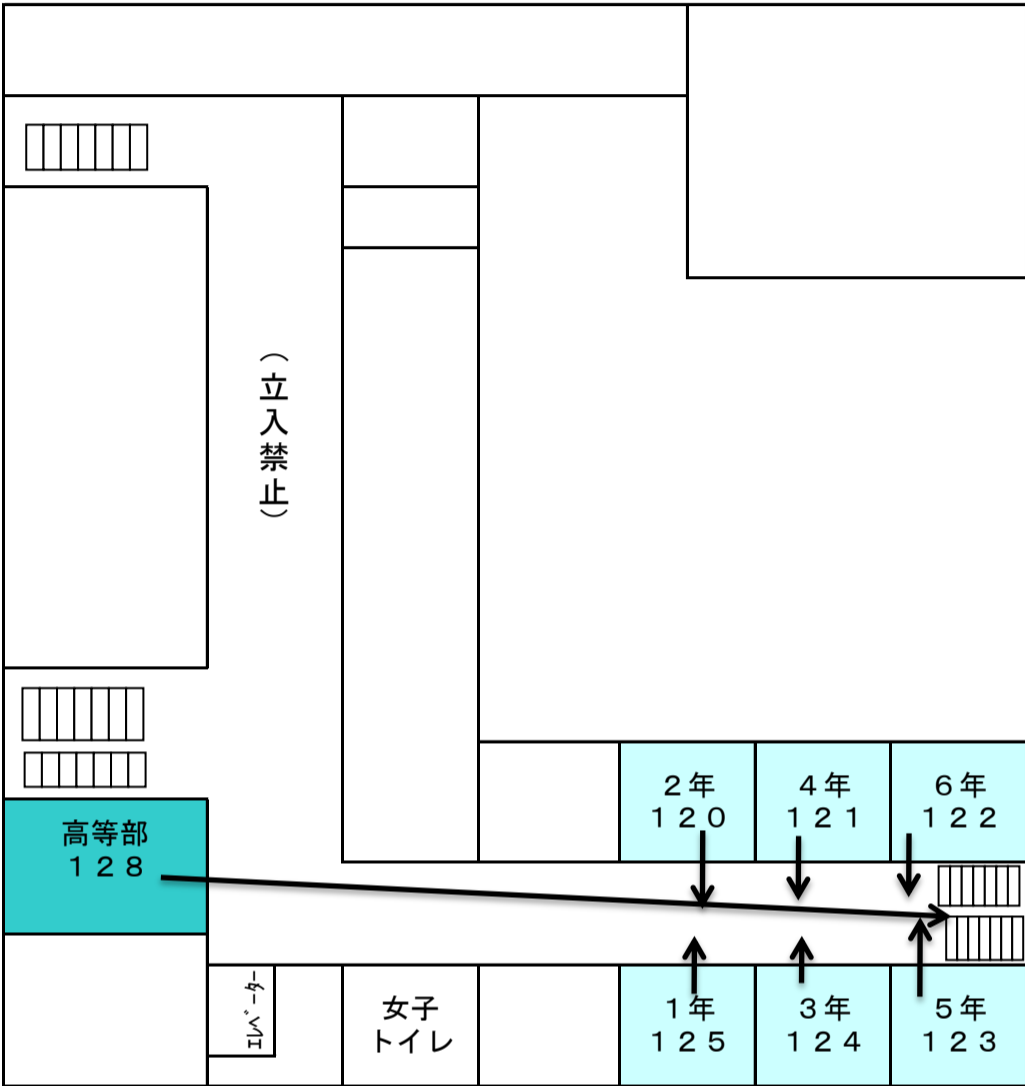 （立入禁止）
2年
１２０
4年
１２１
6年
１２２
高等部
１２８
ｴﾚﾍﾞｰﾀｰ
女子
トイレ
1年
１２５
3年
１２４
5年
１２３